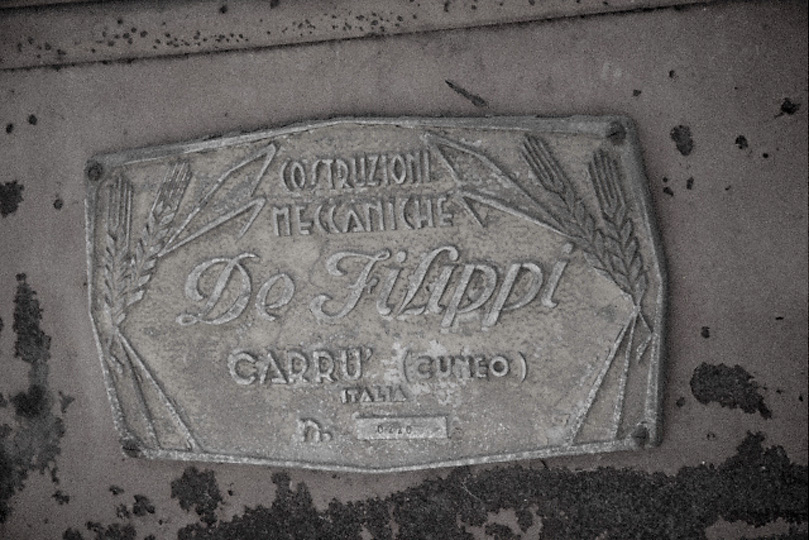 COSTRUZIONI
MECCANICHE
De Filippi
CARRU' (CUNEO)
ITALIA
N.